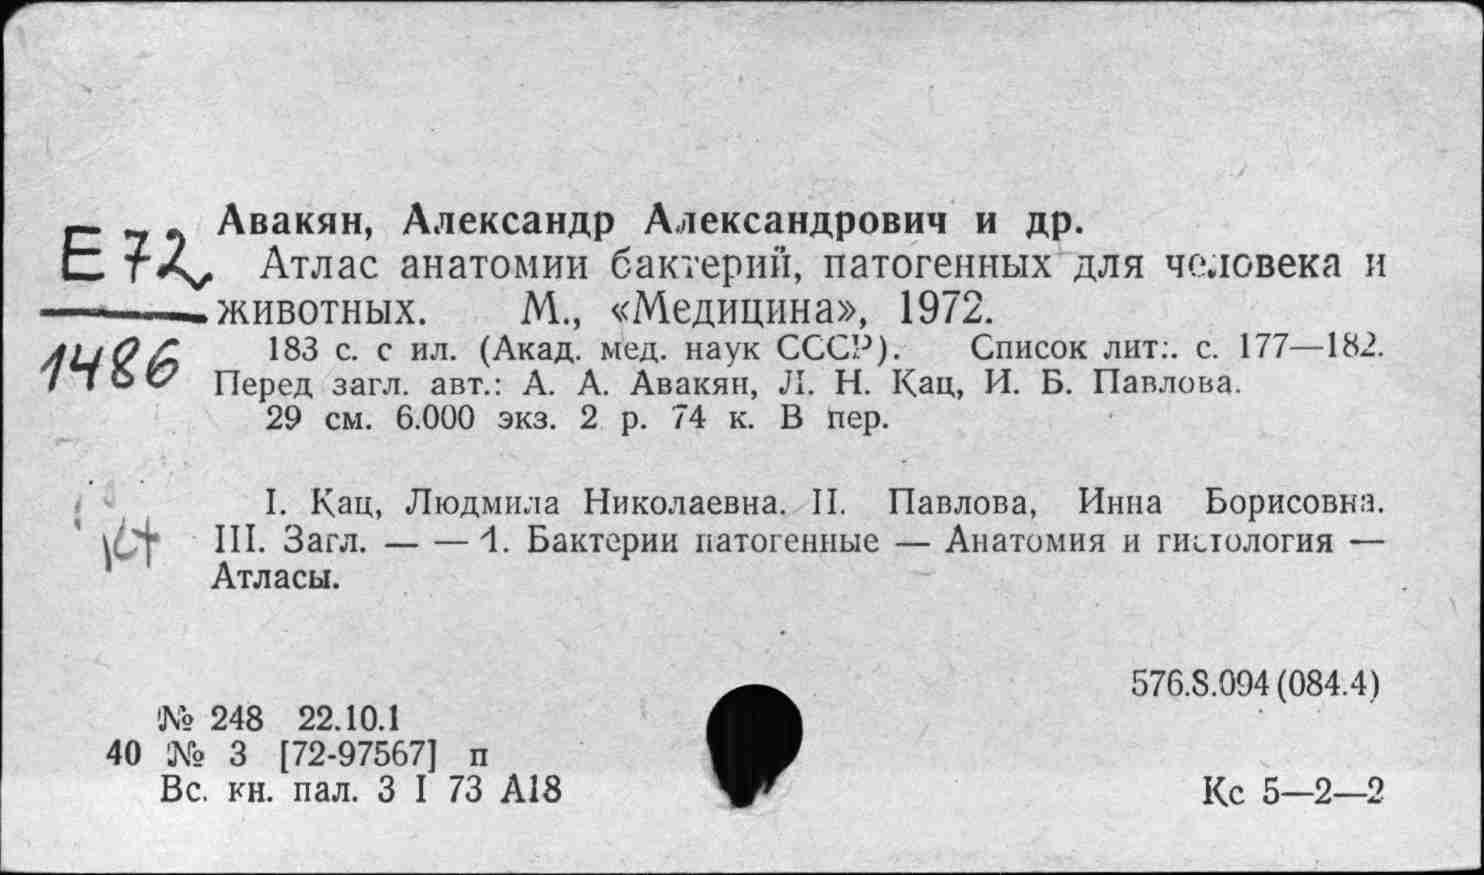 Авакян, Александр Александрович и др.
Е72 Атлас анатомии бактерий, патогенных для человека и
животных. М., «Медицина», 1972.
1486 183 с. с ил. (Акад. мед. наук СССР). Список лит.: с. 177—182.
Перед загл. авт.: А. А. Авакян, Л. Н. Кац, И. Б. Павлова.
29 см. 6.000 экз. 2 р. 74 к. В пер.
I. Кац, Людмила Николаевна. II. Павлова, Инна Борисовна.
III. Загл. — — 1. Бактерии патогенные — Анатомия и гистология —
Атласы.
576.8.094 (084.4)
№ 248 22.10.1
40 № 3 [72-97567] п
Вс. кн. пал. 3 I 73 А18
Кс 5—2—2